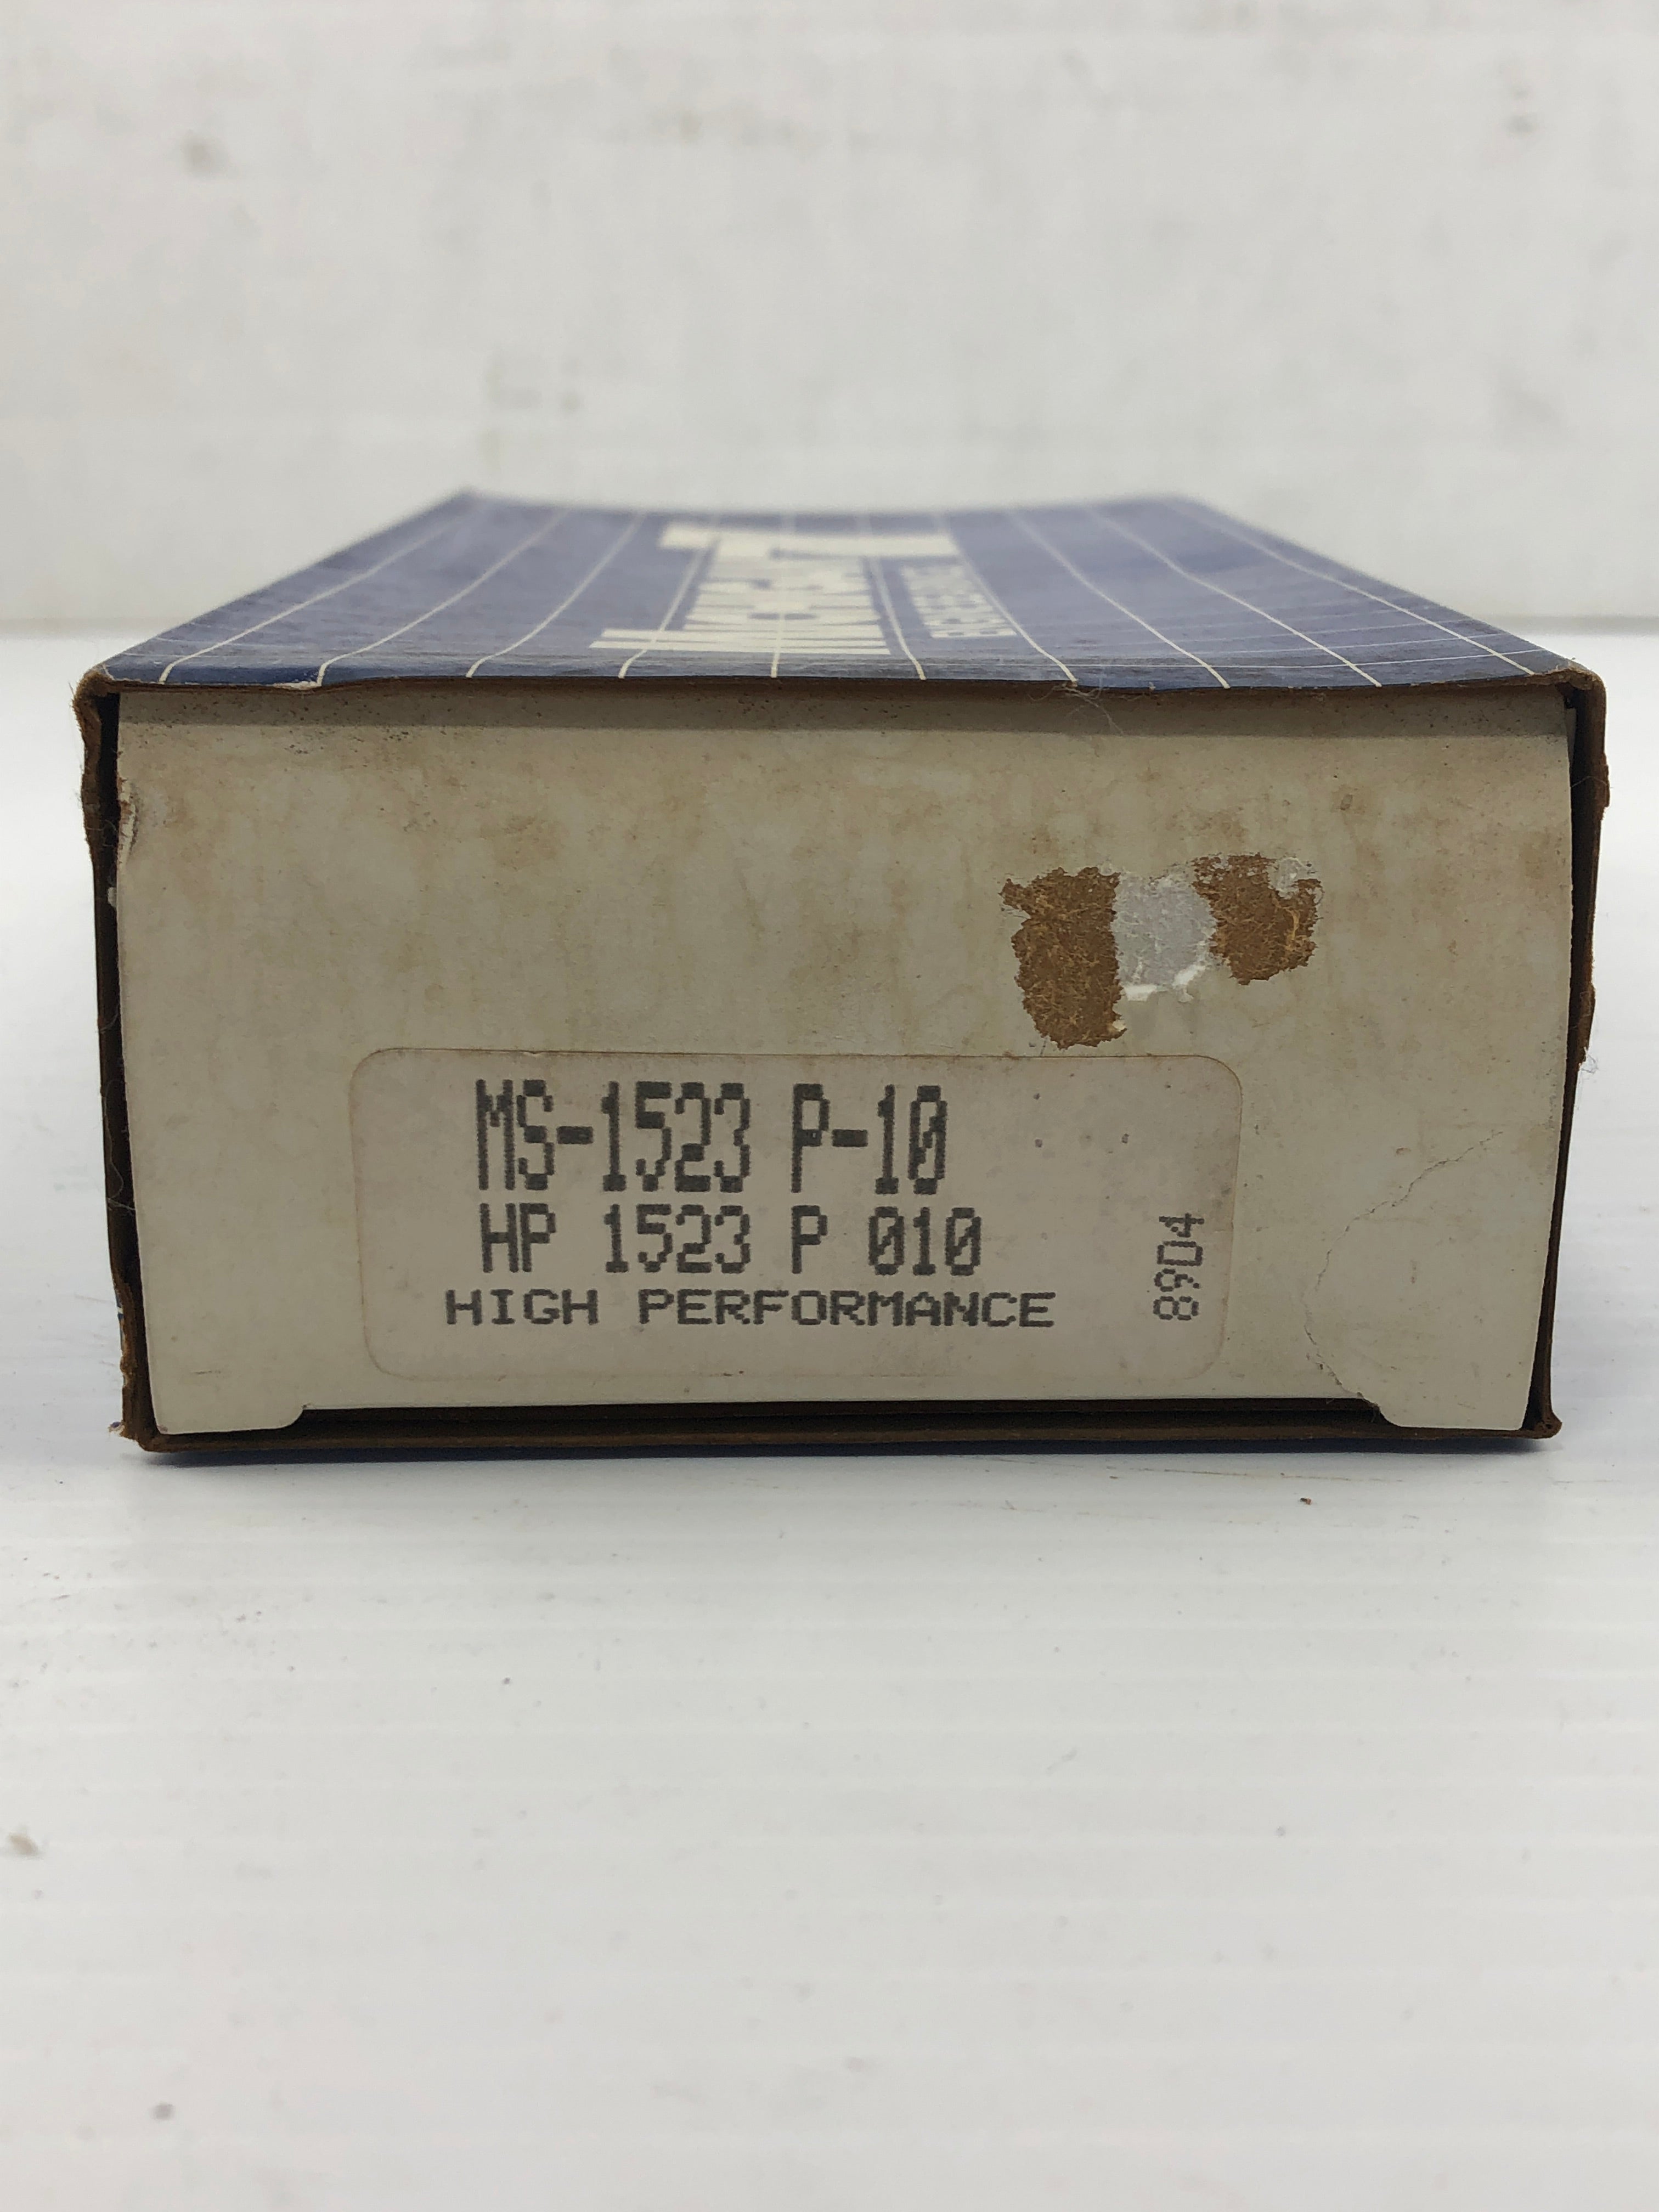 MS-1523 P-10
HP 1523 P 010
HIGH PERFORMANCE
89D4